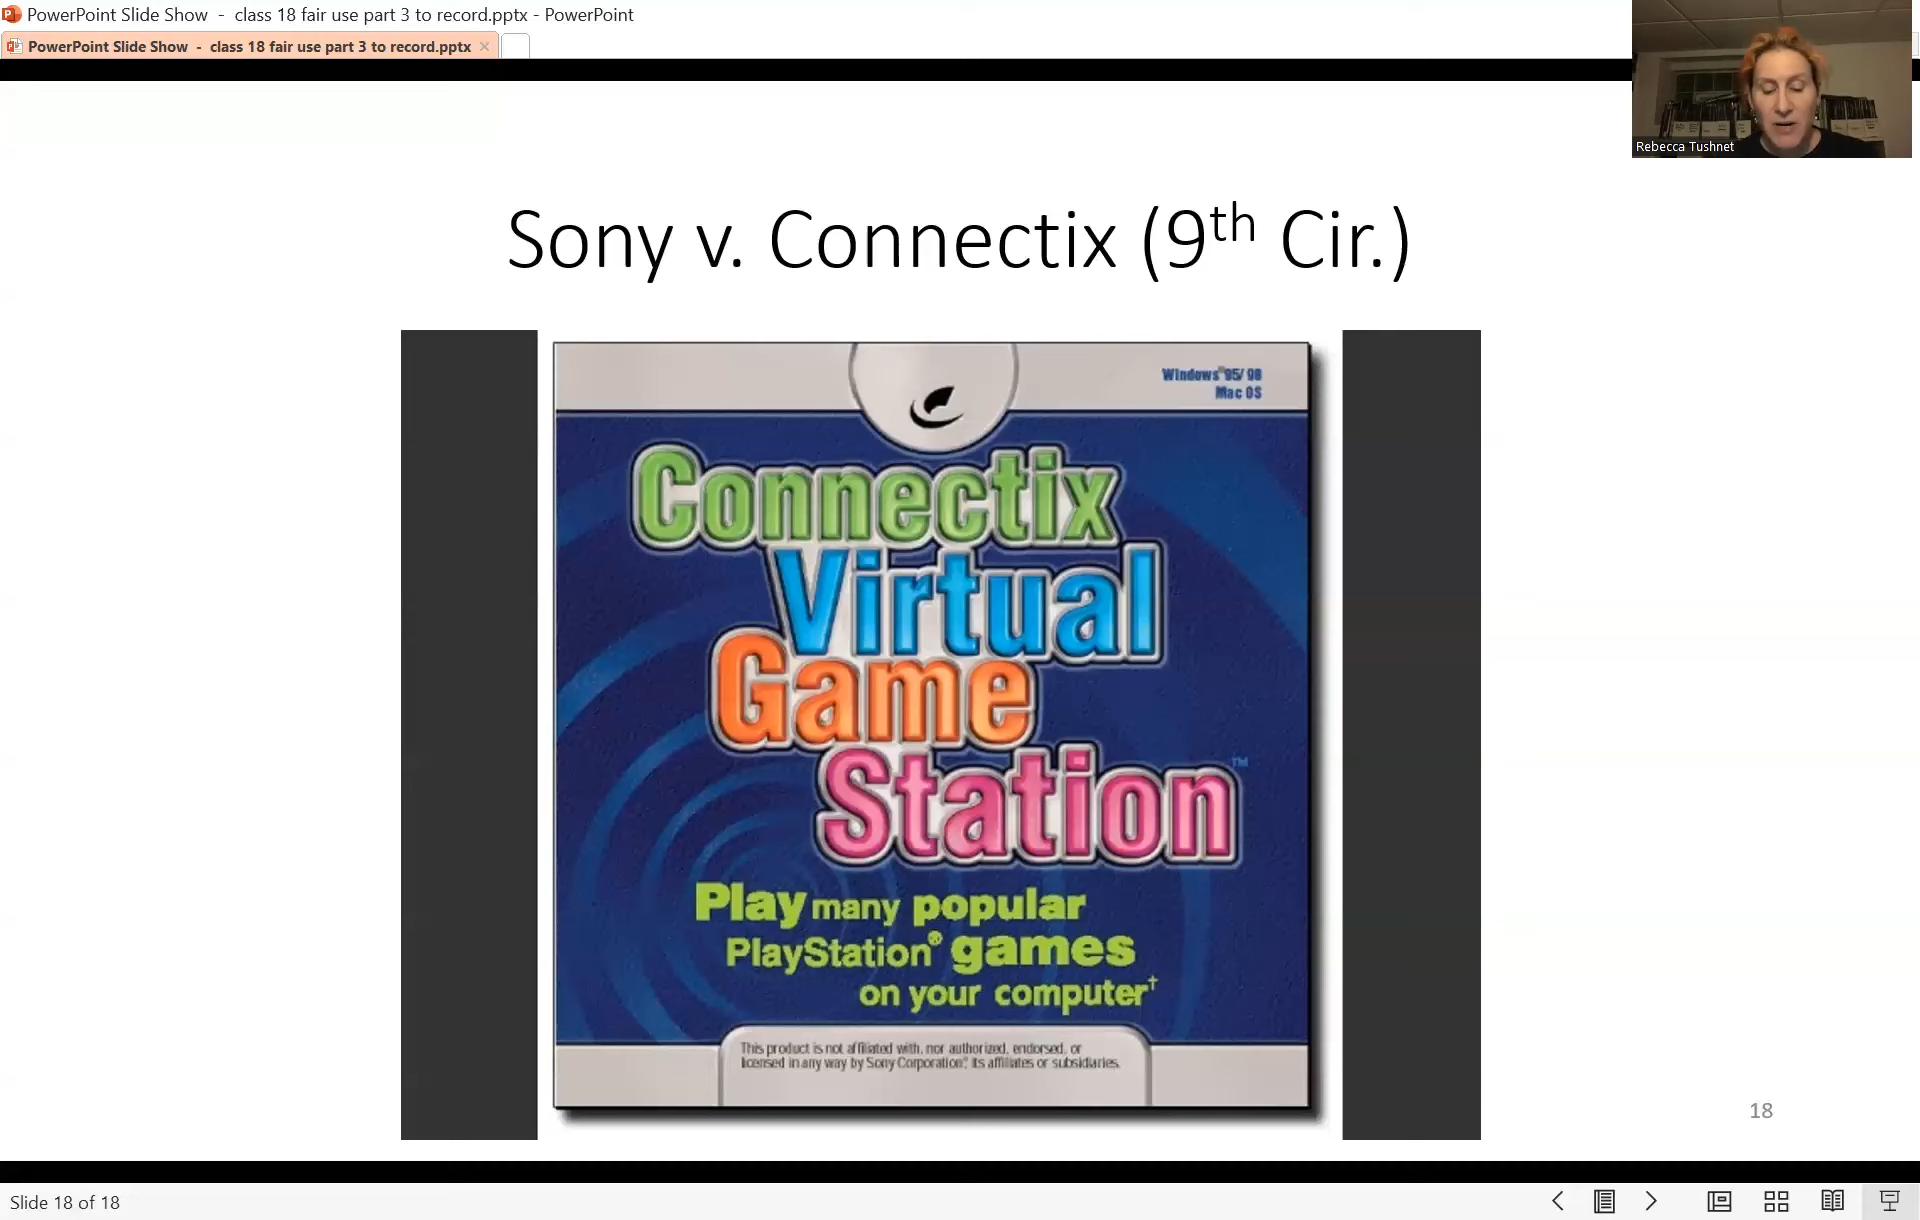 PowerPoint Slide Show - class 18 fair use part 3 to record.pptx - PowerPoint
PowerPoint Slide Show - class 18 fair use part 3 to record.pptx
Rebecca Tushnet
Sony v. Connectix (9th Cir.)
Windows® 95/98
Mac OS
Connectix
Virtual
Game
Station™
Play many popular
PlayStation® games
on your computer†
This product is not affiliated with, nor authorized, endorsed, or
licensed in any way by Sony Corporation, its affiliates or subsidiaries.
18
Slide 18 of 18